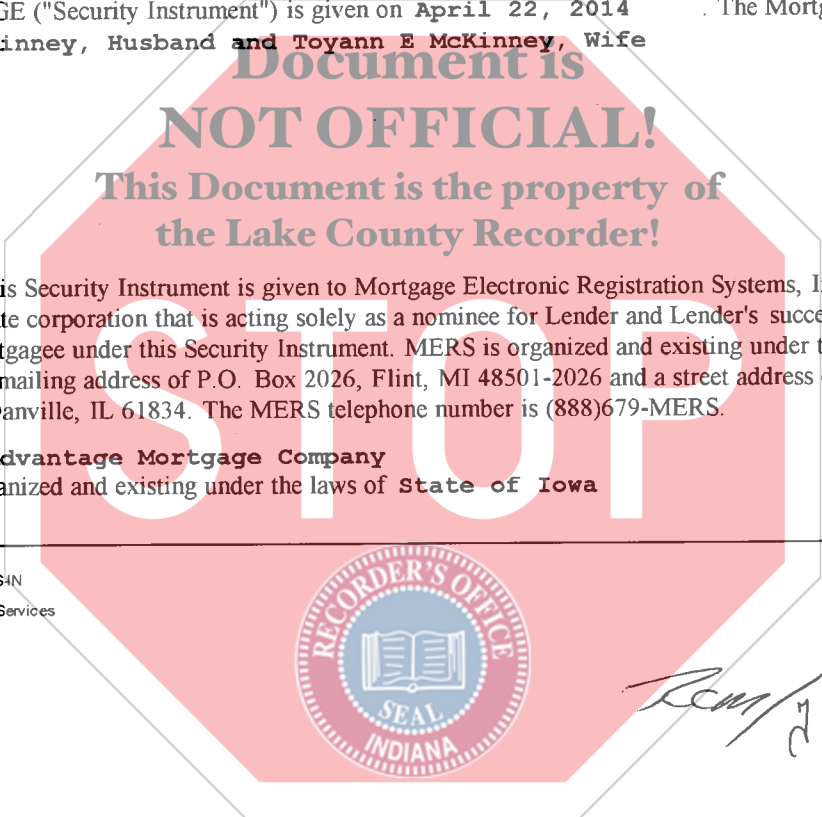 GE ("Security Instrument") is given on April 22, 2014 . The Mortg
inney, Husband and Toyann E McKinney, Wife
Document is
NOT OFFICIAL!
This Document is the property of
the Lake County Recorder!
is Security Instrument is given to Mortgage Electronic Registration Systems, I
te corporation that is acting solely as a nominee for Lender and Lender's succe
tgagee under this Security Instrument. MERS is organized and existing under t
mailing address of P.O. Box 2026, Flint, MI 48501-2026 and a street address
anville, IL 61834. The MERS telephone number is (888)679-MERS.
STOP
dvantage Mortgage Company
anized and existing under the laws of State of Iowa
S-IN
Services
RECORDER'S OFFICE
SEAL
INDIANA